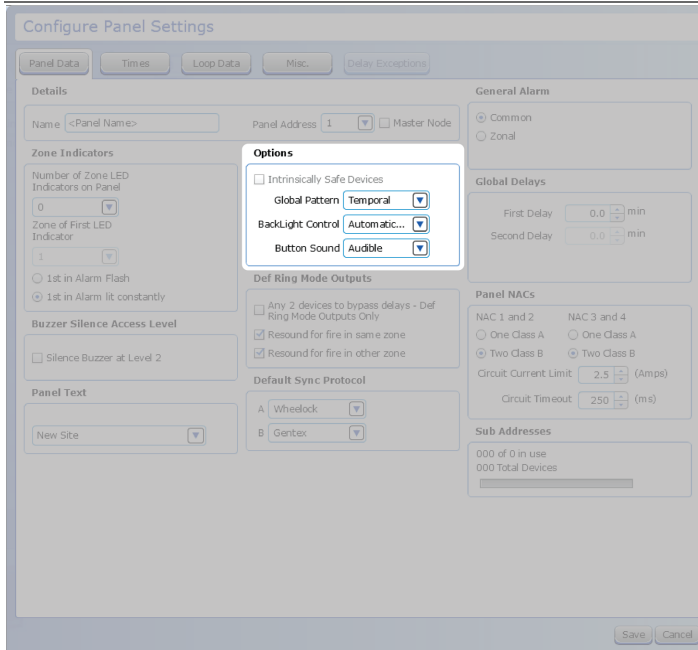 Configure Panel Settings
Panel Data
Times
Loop Data
Misc.
Delay Exceptions
Details
Name <Panel Name>
Panel Address 1
Master Node
Zone Indicators
Number of Zone LED
Indicators on Panel
0
Zone of First LED
Indicator
1
1st in Alarm Flash
1st in Alarm lit constantly
Buzzer Silence Access Level
Silence Buzzer at Level 2
Panel Text
New Site
Options
Intrinsically Safe Devices
Global Pattern Temporal
BackLight Control Automatic...
Button Sound Audible
Def Ring Mode Outputs
Any 2 devices to bypass delays - Def
Ring Mode Outputs Only
Resound for fire in same zone
Resound for fire in other zone
Default Sync Protocol
A Wheelock
B Gentex
General Alarm
Common
Zonal
Global Delays
First Delay 0.0 min
Second Delay 0.0 min
Panel NACs
NAC 1 and 2 NAC 3 and 4
One Class A One Class A
Two Class B Two Class B
Circuit Current Limit 2.5 (Amps)
Circuit Timeout 250 (ms)
Sub Addresses
000 of 0 in use
000 Total Devices
Save
Cancel